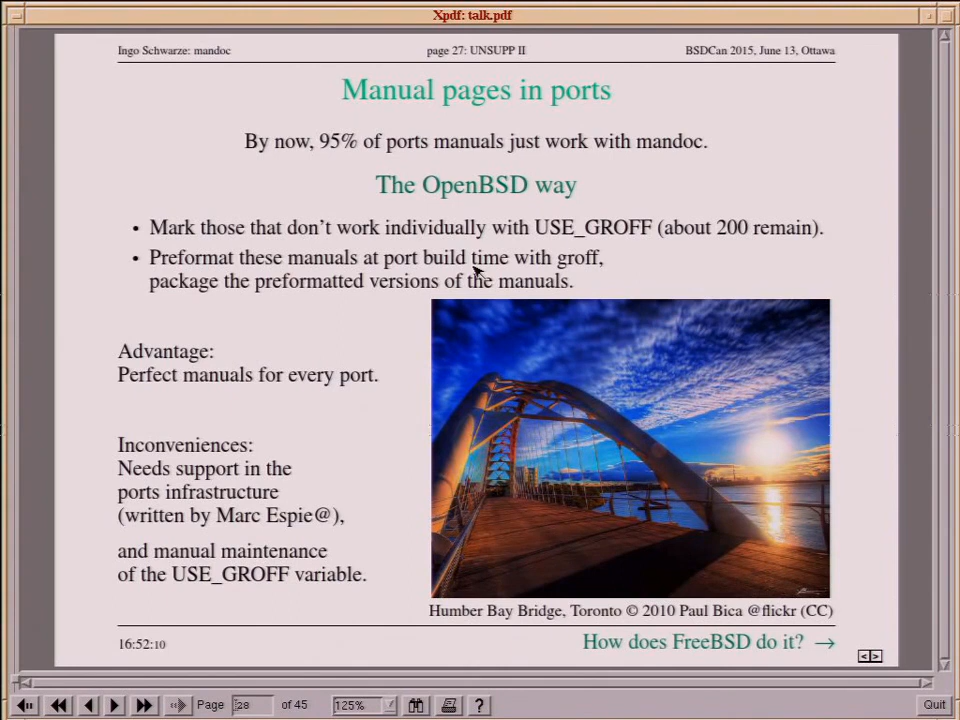 Xpdf: talk.pdf
Ingo Schwarze: mandoc page 27: UNSUPP II BSDCan 2015, June 13, Ottawa
Manual pages in ports
By now, 95% of ports manuals just work with mandoc.
The OpenBSD way
• Mark those that don't work individually with USE_GROFF (about 200 remain).
• Preformat these manuals at port build time with groff,
package the preformatted versions of the manuals.
Advantage:
Perfect manuals for every port.
Inconveniences:
Needs support in the
ports infrastructure
(written by Marc Espie@),
and manual maintenance
of the USE_GROFF variable.
Humber Bay Bridge, Toronto © 2010 Paul Bica @flickr (CC)
16:52:10 How does FreeBSD do it? →
Page 28 of 45 125% ? Quit